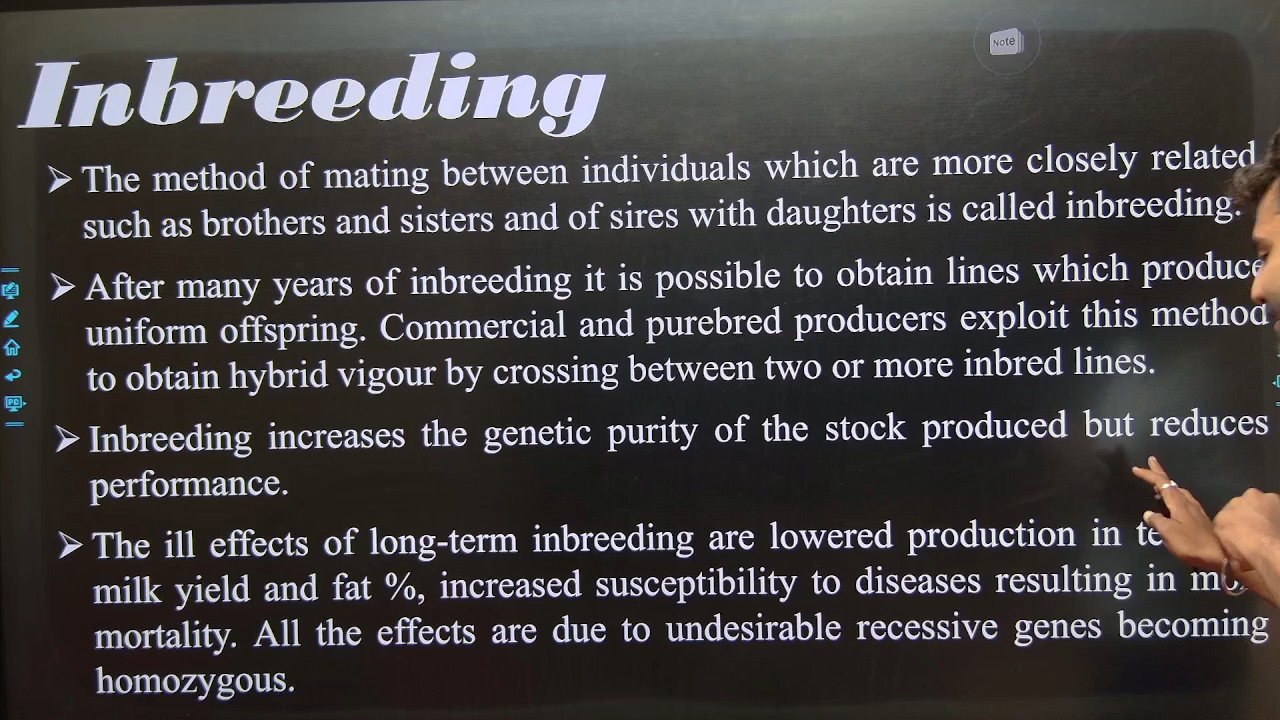 Note
Inbreeding
➢ The method of mating between individuals which are more closely related
such as brothers and sisters and of sires with daughters is called inbreeding.
➢ After many years of inbreeding it is possible to obtain lines which produce
uniform offspring. Commercial and purebred producers exploit this method
to obtain hybrid vigour by crossing between two or more inbred lines.
➢ Inbreeding increases the genetic purity of the stock produced but reduces
performance.
➢ The ill effects of long-term inbreeding are lowered production in
milk yield and fat %, increased susceptibility to diseases resulting in
mortality. All the effects are due to undesirable recessive genes becoming
homozygous.